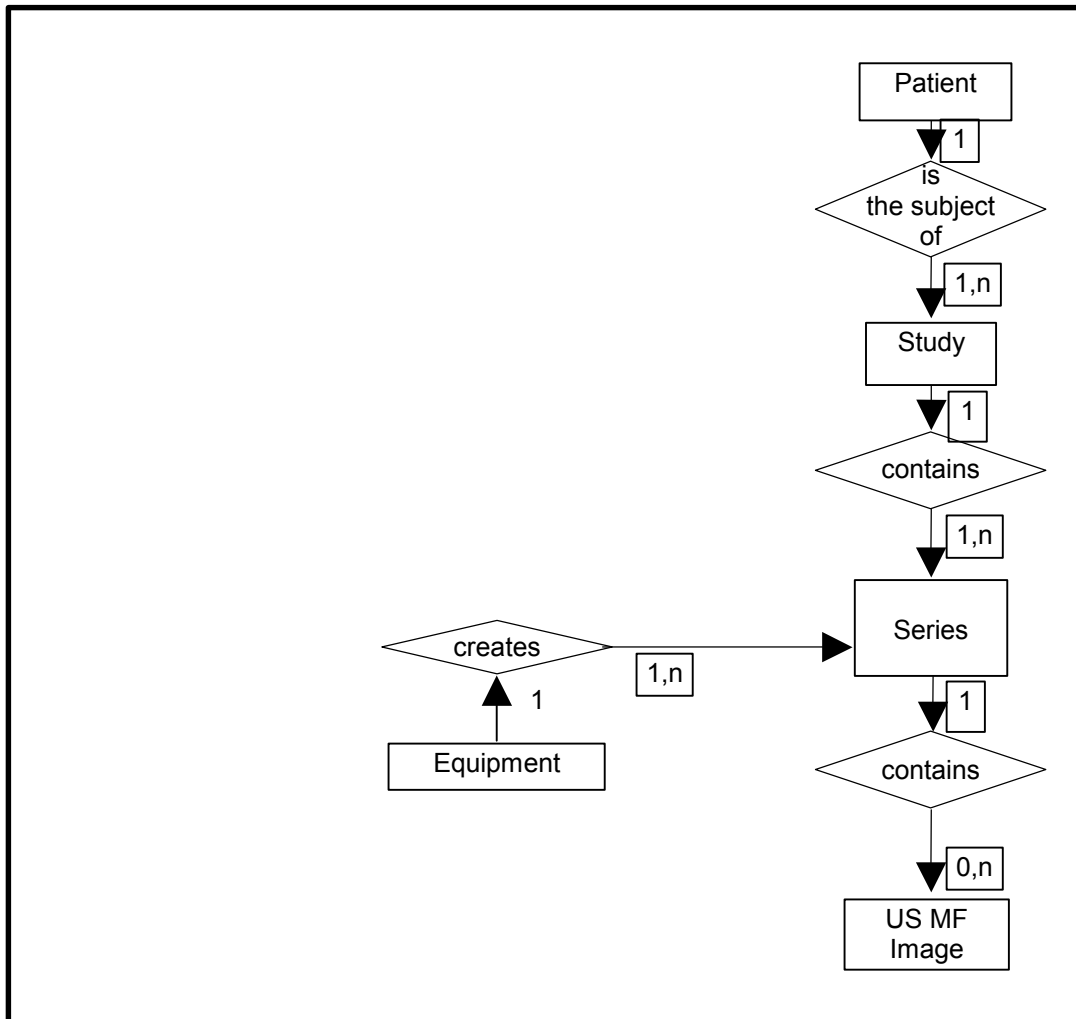 Patient
1
is
the subject
of
1,n
Study
1
contains
1,n
Series
creates
1,n
1
1
Equipment
contains
0,n
US MF
Image